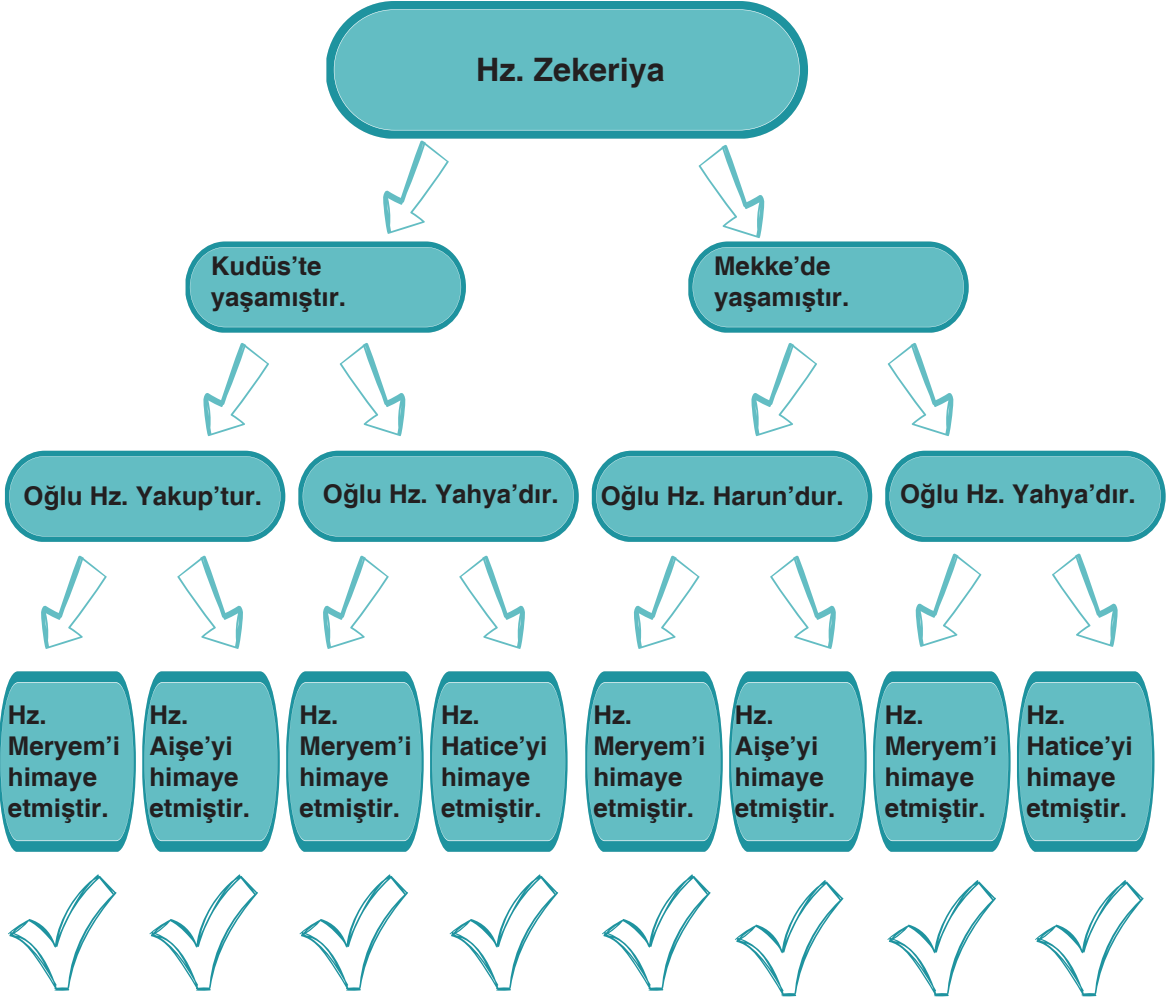 Hz. Zekeriya
Kudüs’te
yaşamıştır.
Mekke’de
yaşamıştır.
Oğlu Hz. Yakup’tur.
Oğlu Hz. Yahya’dır.
Oğlu Hz. Harun’dur.
Oğlu Hz. Yahya’dır.
Hz.
Meryem’i
himaye
etmiştir.
Hz.
Aişe’yi
himaye
etmiştir.
Hz.
Meryem’i
himaye
etmiştir.
Hz.
Hatice’yi
himaye
etmiştir.
Hz.
Meryem’i
himaye
etmiştir.
Hz.
Aişe’yi
himaye
etmiştir.
Hz.
Meryem’i
himaye
etmiştir.
Hz.
Hatice’yi
himaye
etmiştir.